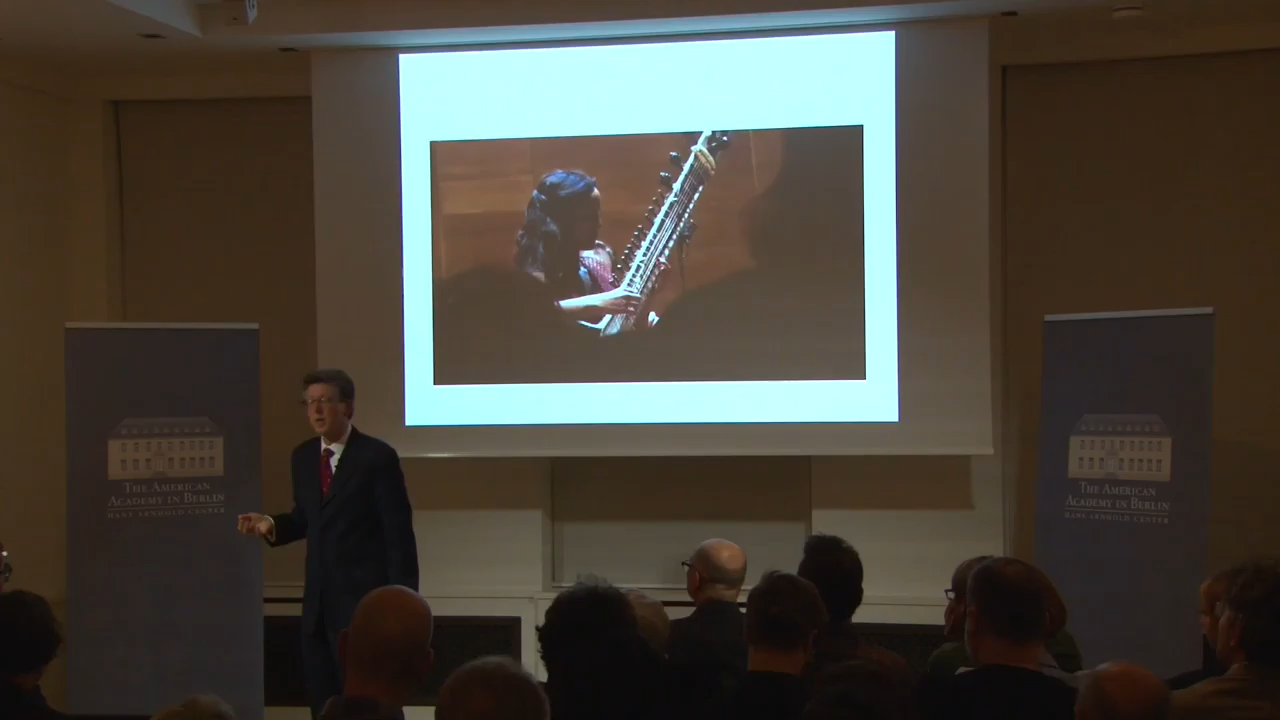 THE AMERICAN
ACADEMY IN BERLIN
HANS ARNHOLD CENTER
THE AMERICAN
ACADEMY IN BERLIN
HANS ARNHOLD CENTER